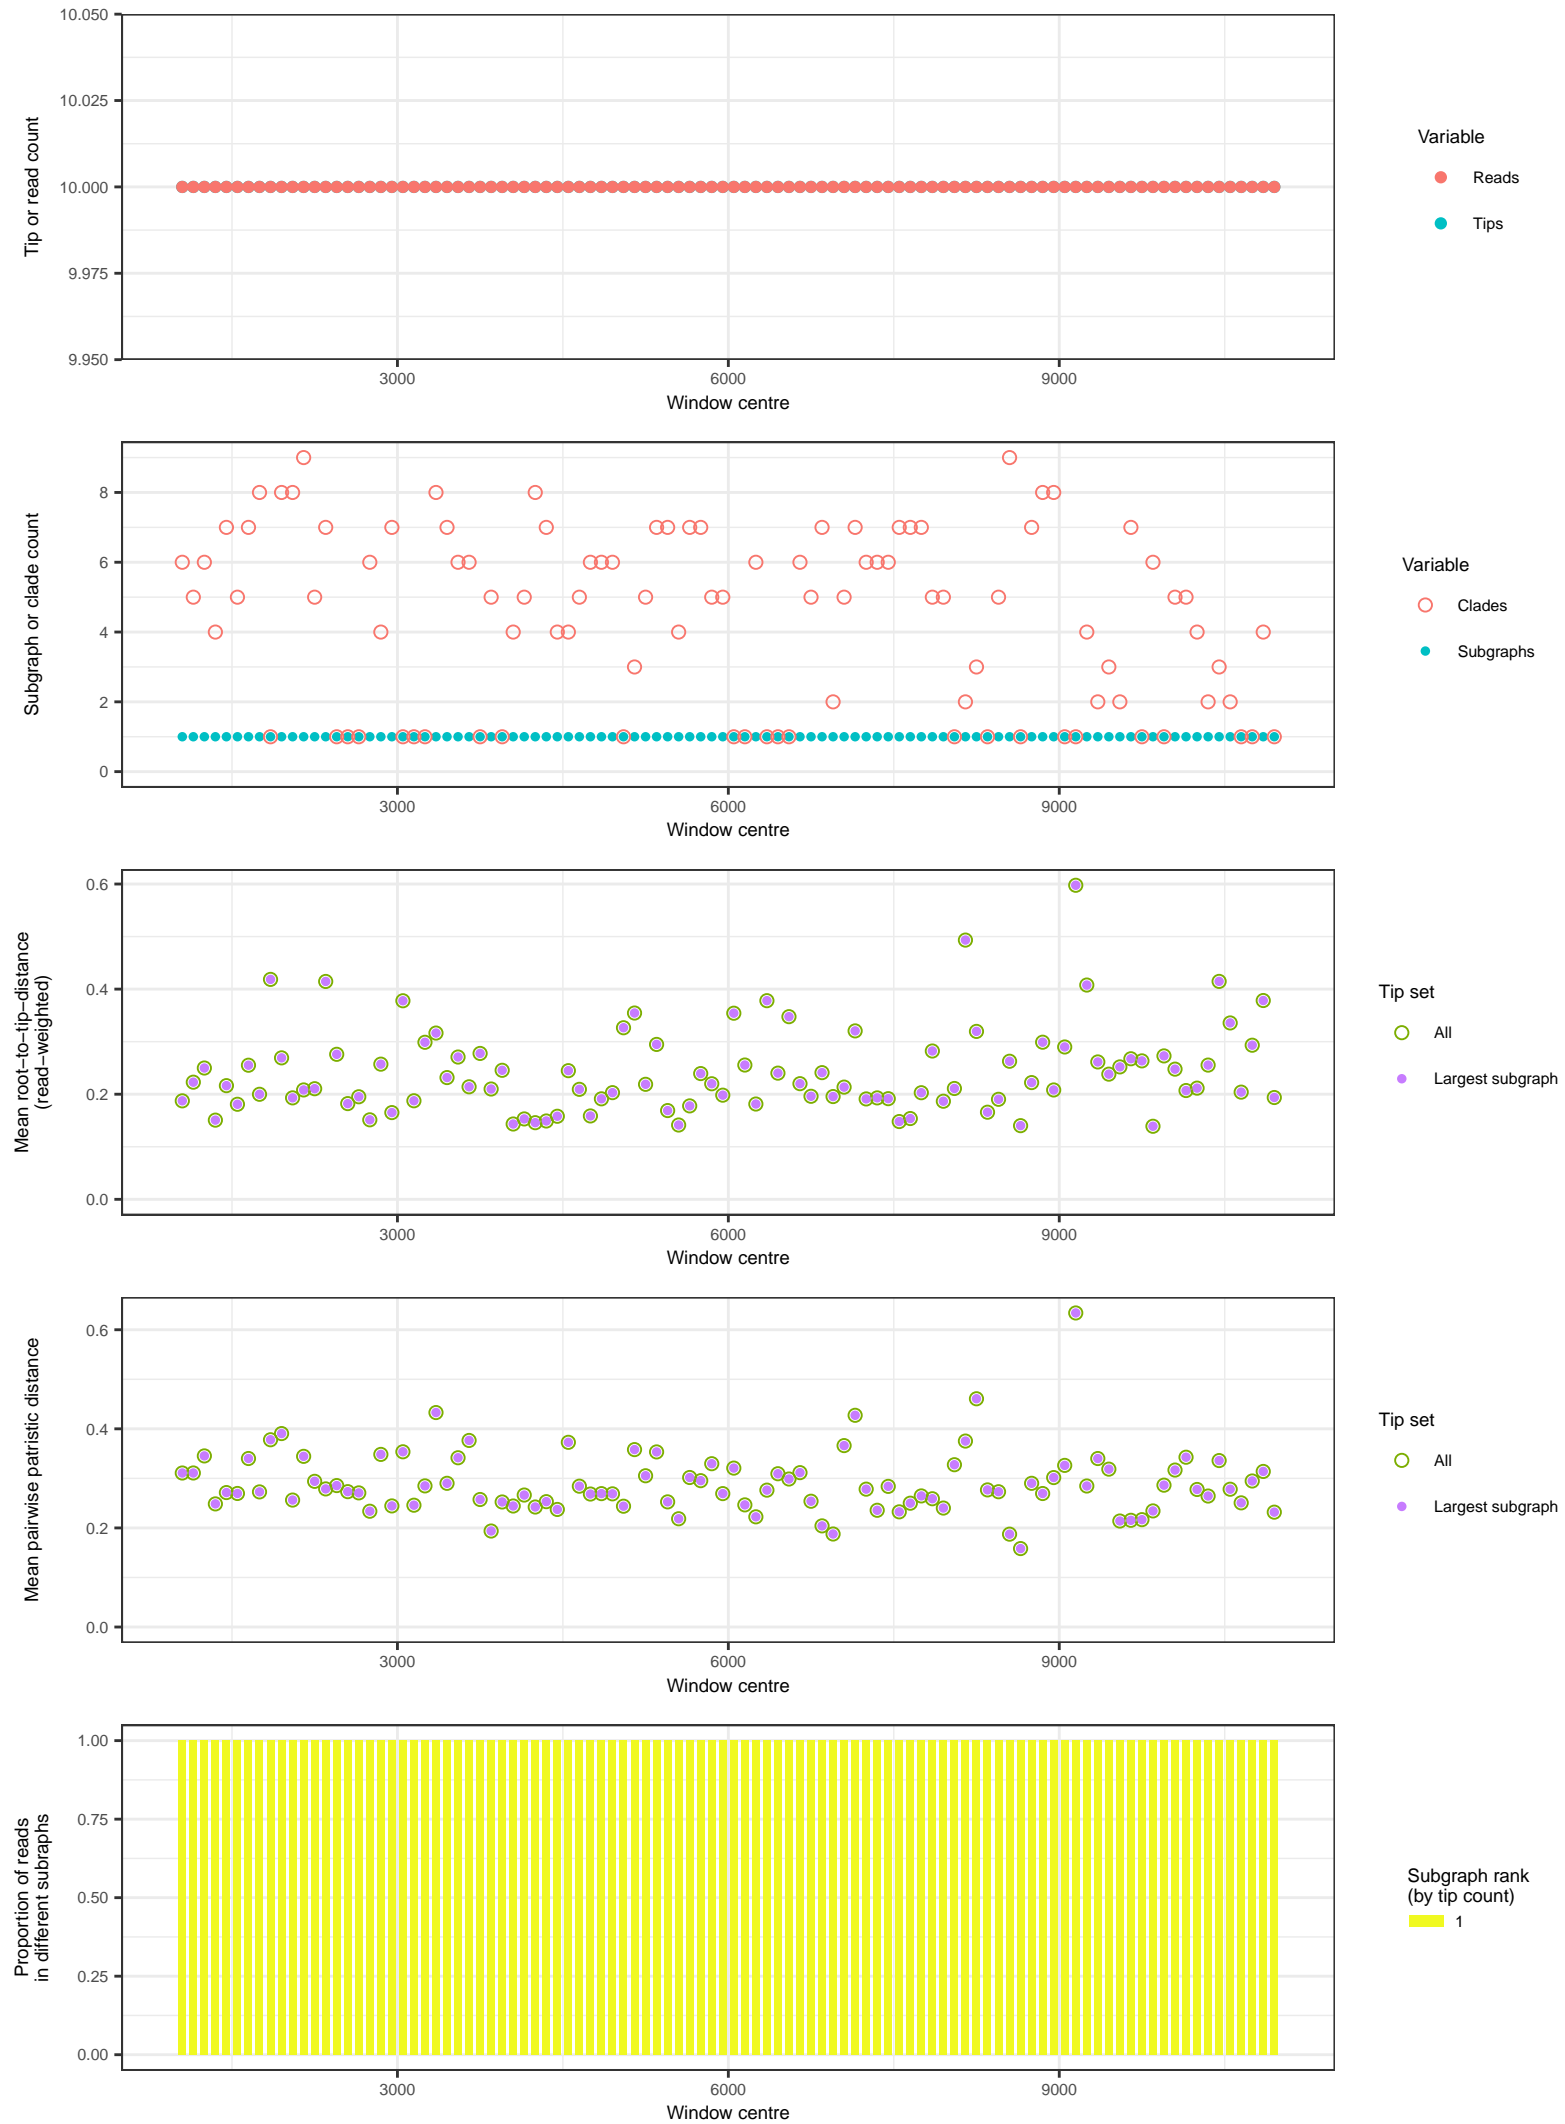 10.050
10.025
10.000
9.975
9.950
Tip or read count
3000 6000 9000
Window centre
Variable
Reads
Tips
8
6
4
2
0
Subgraph or clade count
3000 6000 9000
Window centre
Variable
Clades
Subgraphs
0.6
0.4
0.2
0.0
Mean root−to−tip−distance
(read−weighted)
3000 6000 9000
Window centre
Tip set
All
Largest subgraph
0.6
0.4
0.2
0.0
Mean pairwise patristic distance
3000 6000 9000
Window centre
Tip set
All
Largest subgraph
1.00
0.75
0.50
0.25
0.00
Proportion of reads
in different subraphs
3000 6000 9000
Window centre
Subgraph rank
(by tip count)
1